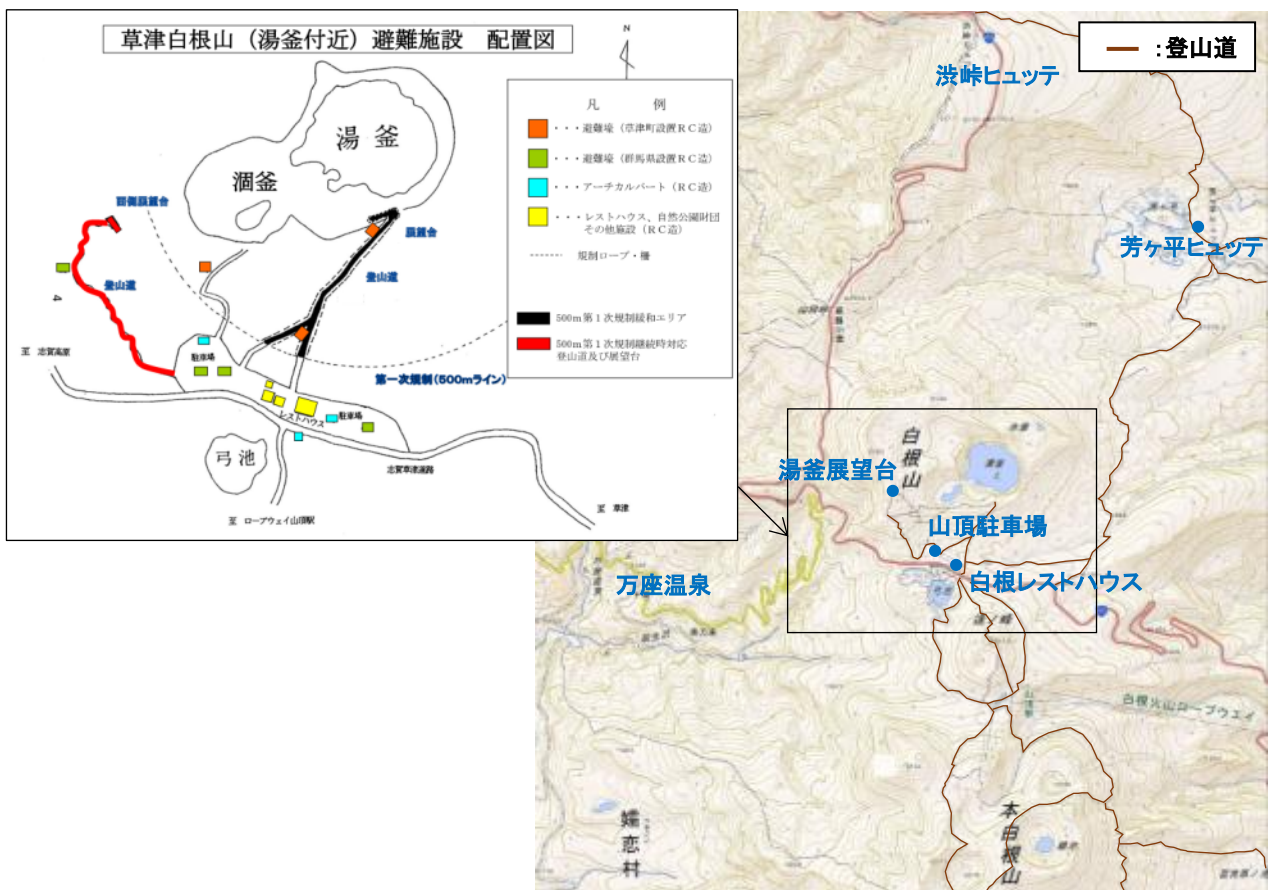 草津白根山（湯釜付近）避難施設 配置図
N
凡 例
・・・避難壕（草津町設置RC造）
・・・避難壕（群馬県設置RC造）
・・・アーチカルバート（RC造）
・・・レストハウス、自然公園財団
その他施設（RC造）
規制ロープ・柵
500m第1次規制緩和エリア
500m第1次規制継続時対応
登山道及び展望台
湯釜
涸釜
登山道
登山道
至 志賀高原
駐車場
第一次規制(500mライン)
レストハウス
駐車場
弓池
志賀草津道路
至 ロープウェイ山頂駅
至 草津
：登山道
渋峠ヒュッテ
芳ヶ平ヒュッテ
白根山
湯釜展望台
山頂駐車場
白根レストハウス
万座温泉
山頂駅
白根火山ロープウェイ
嬬恋村
本白根山